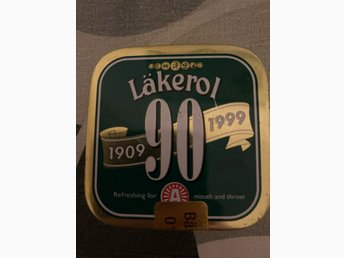 Läkerol
1909 90 1999
Refreshing for A mouth and throat